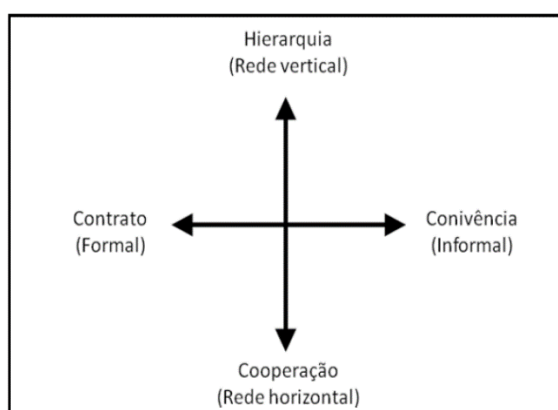 Hierarquia
(Rede vertical)
Contrato
(Formal)
Conivência
(Informal)
Cooperação
(Rede horizontal)